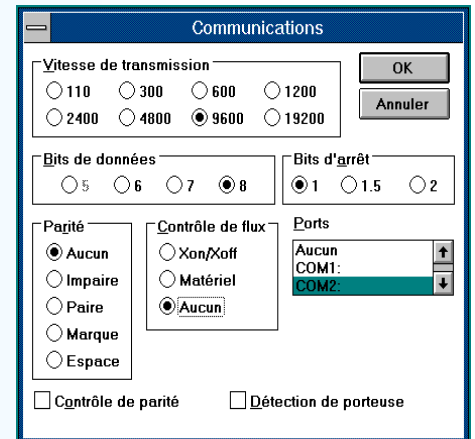 Communications
Vitesse de transmission
110 300 600 1200
2400 4800 9600 19200
OK
Annuler
Bits de données
5 6 7 8
Bits d'arrêt
1 1.5 2
Parité
Aucun
Impaire
Paire
Marque
Espace
Contrôle de flux
Xon/Xoff
Matériel
Aucun
Ports
Aucun
COM1:
COM2:
Contrôle de parité
Détection de porteuse